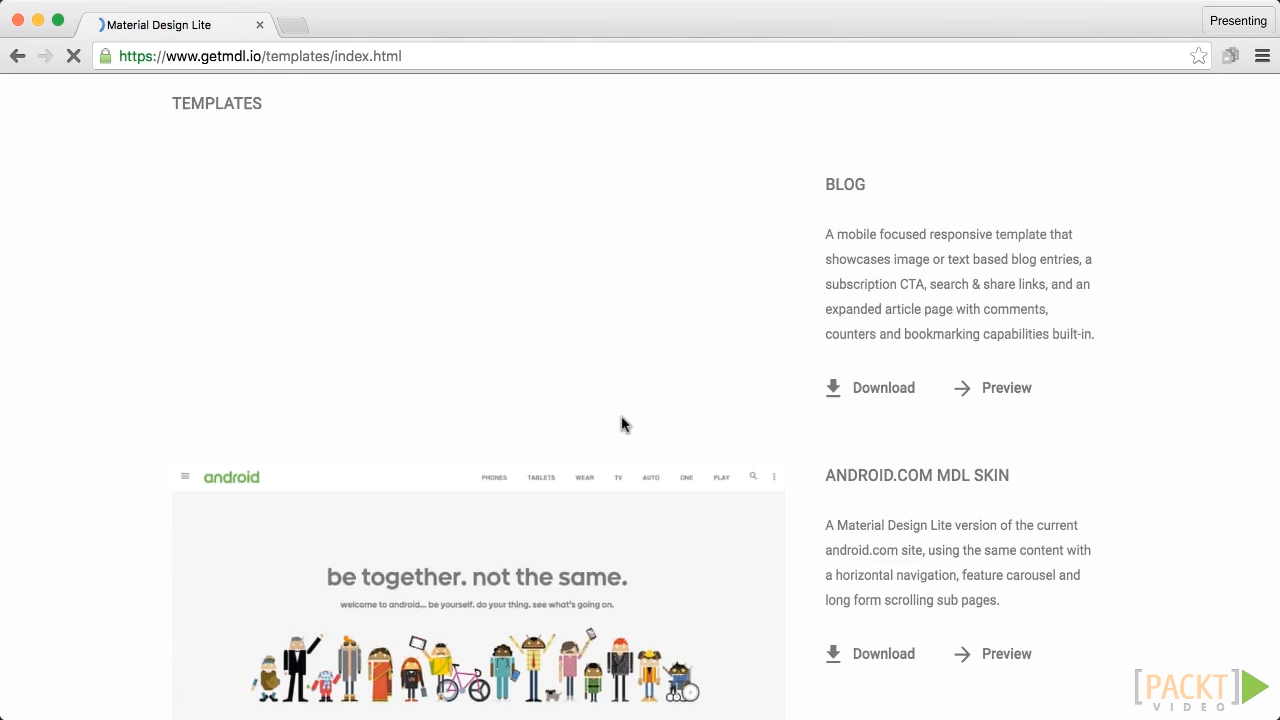 Material Design Lite
Presenting
https://www.getmdl.io/templates/index.html
TEMPLATES
BLOG
A mobile focused responsive template that
showcases image or text based blog entries, a
subscription CTA, search & share links, and an
expanded article page with comments,
counters and bookmarking capabilities built-in.
Download
Preview
android
PHONES
TABLETS
WEAR
TV
AUTO
ONE
PLAY
be together. not the same.
welcome to android... be yourself. do your thing. see what's going on.
ANDROID.COM MDL SKIN
A Material Design Lite version of the current
android.com site, using the same content with
a horizontal navigation, feature carousel and
long form scrolling sub pages.
Download
Preview
[PACKT]
VIDEO